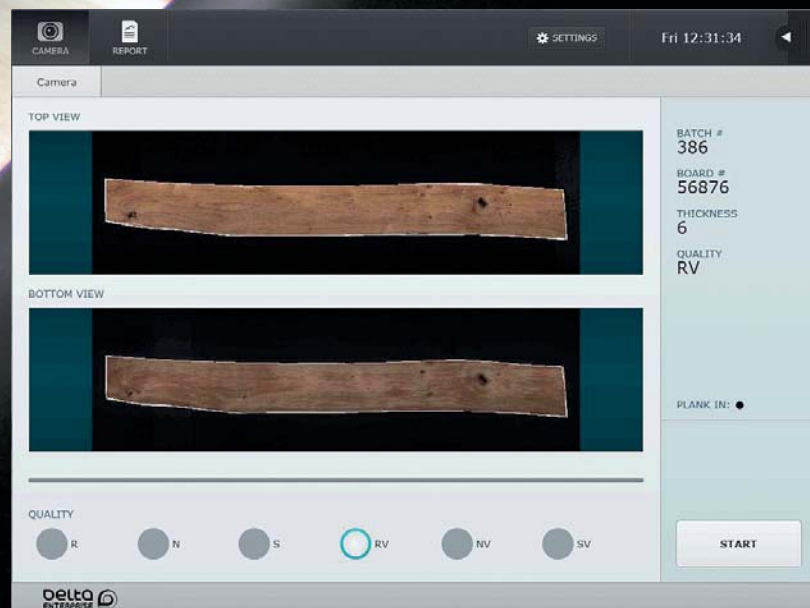 CAMERA
REPORT
SETTINGS
Fri 12:31:34
Camera
TOP VIEW
BATCH #
386
BOARD #
56876
THICKNESS
6
QUALITY
RV
BOTTOM VIEW
PLANK IN:
QUALITY
R
N
S
RV
NV
SV
START
DELTA
ENTERPRISE